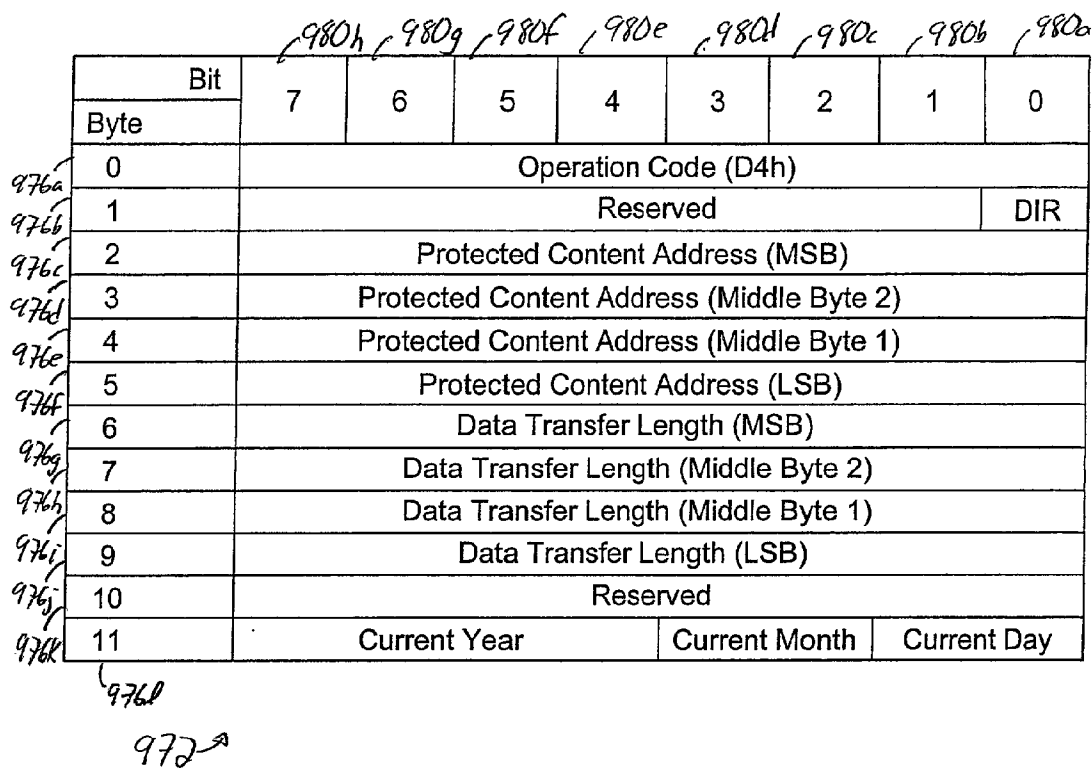 980h 980g 980f 980e 980d 980c 980b 980a
Bit
Byte
7 6 5 4 3 2 1 0
976a 0 Operation Code (D4h)
976b 1 Reserved DIR
976c 2 Protected Content Address (MSB)
976d 3 Protected Content Address (Middle Byte 2)
976e 4 Protected Content Address (Middle Byte 1)
976f 5 Protected Content Address (LSB)
976g 6 Data Transfer Length (MSB)
976h 7 Data Transfer Length (Middle Byte 2)
976i 8 Data Transfer Length (Middle Byte 1)
976j 9 Data Transfer Length (LSB)
976k 10 Reserved
976l 11 Current Year Current Month Current Day
972